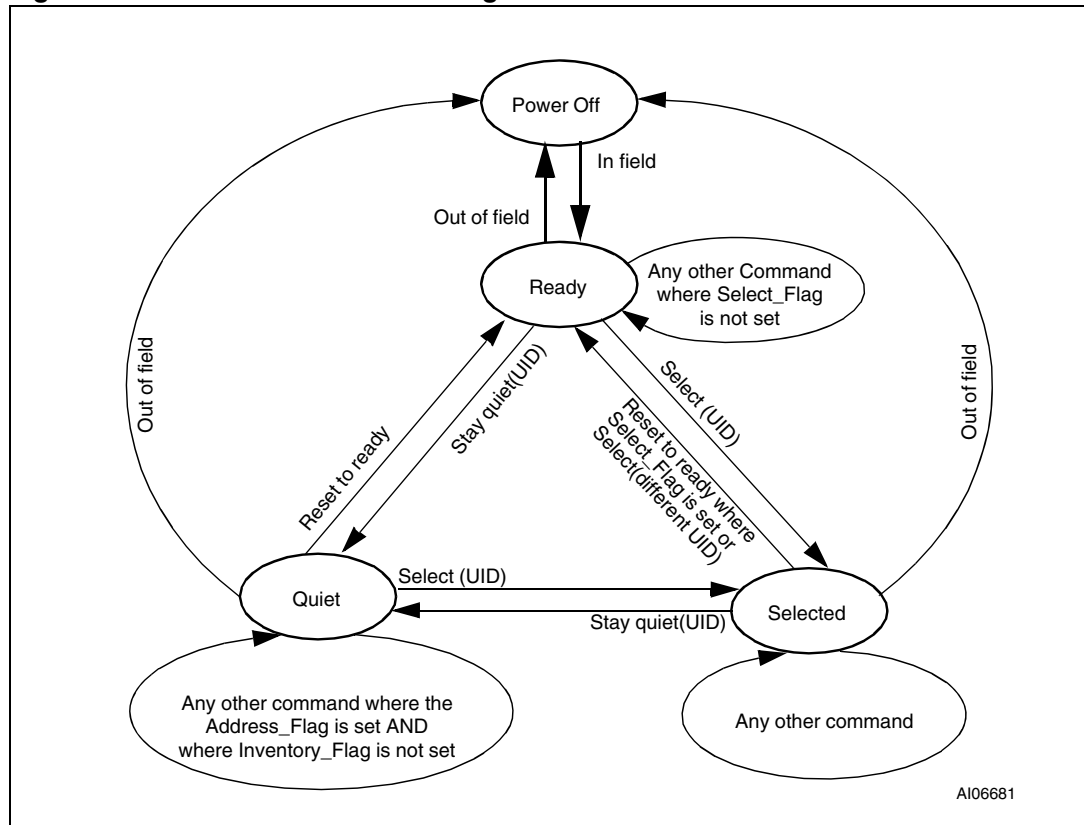 Power Off
In field
Out of field
Ready
Any other Command
where Select_Flag
is not set
Out of field
Reset to ready
Stay quiet(UID)
Select (UID)
Reset to ready where
Select_Flag is set or
Select(different UID)
Out of field
Quiet
Select (UID)
Stay quiet(UID)
Selected
Any other command where the
Address_Flag is set AND
where Inventory_Flag is not set
Any other command
AI06681